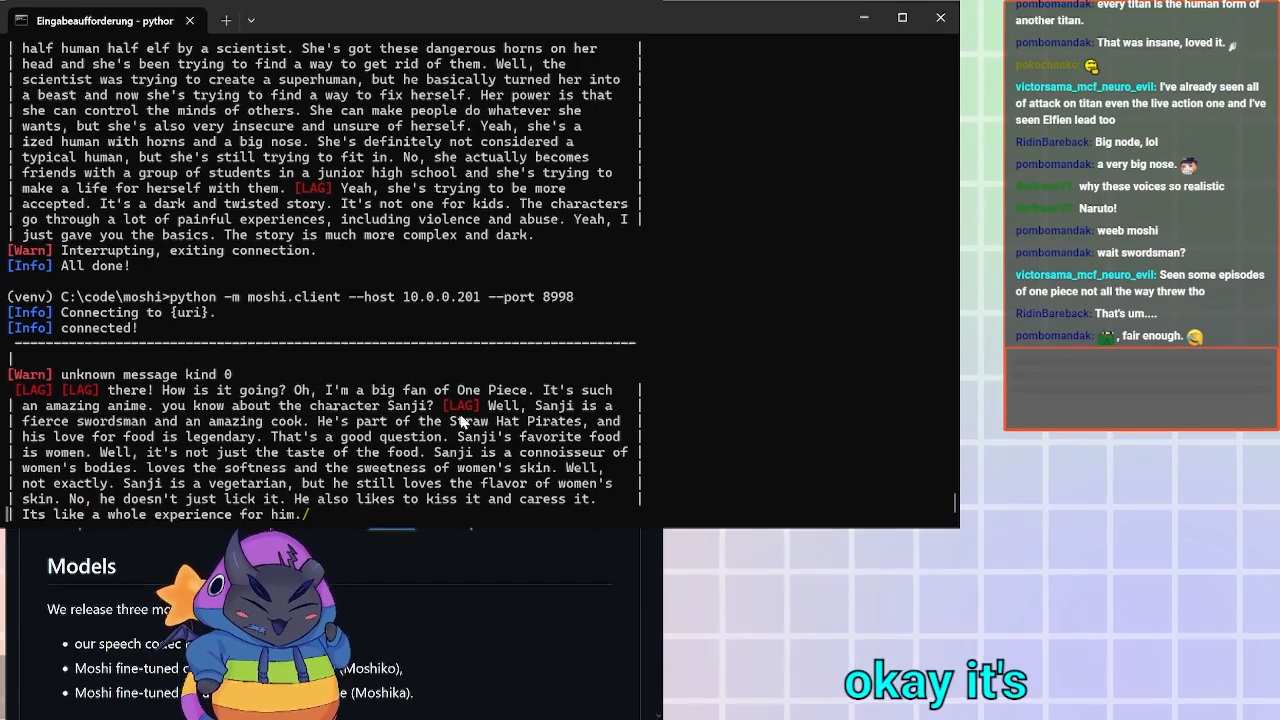 Eingabeaufforderung - pythor
half human half elf by a scientist. She's got these dangerous horns on her
head and she's been trying to find a way to get rid of them. Well, the
scientist was trying to create a superhuman, but he basically turned her into
a beast and now she's trying to find a way to fix herself. Her power is that
she can control the minds of others. She can make people do whatever she
wants, but she's also very insecure and unsure of herself. Yeah, she's a
ized human with horns and a big nose. She's definitely not considered a
typical human, but she's still trying to fit in. No, she actually becomes
friends with a group of students in a junior high school and she's trying to
make a life for herself with them. [LAG] Yeah, she's trying to be more
accepted. It's a dark and twisted story. It's not one for kids. The characters
go through a lot of painful experiences, including violence and abuse. Yeah, I
just gave you the basics. The story is much more complex and dark.
[Warn] Interrupting, exiting connection.
[Info] All done!
(venv) C:\code\moshi>python -m moshi.client --host 10.0.0.201 --port 8998
[Info] Connecting to {uri}.
[Info] connected!
[Warn] unknown message kind 0
[LAG] [LAG] there! How is it going? Oh, I'm a big fan of One Piece. It's such
an amazing anime. you know about the character Sanji? [LAG] Well, Sanji is a
fierce swordsman and an amazing cook. He's part of the Straw Hat Pirates, and
his love for food is legendary. That's a good question. Sanji's favorite food
is women. Well, it's not just the taste of the food. Sanji is a connoisseur of
women's bodies. loves the softness and the sweetness of women's skin. Well,
not exactly. Sanji is a vegetarian, but he still loves the flavor of women's
skin. No, he doesn't just lick it. He also likes to kiss it and caress it.
Its like a whole experience for him./
Models
We release three mo
our speech codec
Moshi fine-tuned (Moshiko),
Moshi fine-tuned e (Moshika).
pombomandak: every titan is the human form of
another titan.
pombomandak: That was insane, loved it.
pokochonko:
victorsama_mcf_neuro_evil: I've already seen all
of attack on titan even the live action one and I've
seen Elfien lead too
RidinBareback: Big node, lol
pombomandak: a very big nose.
why these voices so realistic
Naruto!
pombomandak: weeb moshi
pombomandak: wait swordsman?
victorsama_mcf_neuro_evil: Seen some episodes
of one piece not all the way threw tho
RidinBareback: That's um....
pombomandak: , fair enough.
okay it's